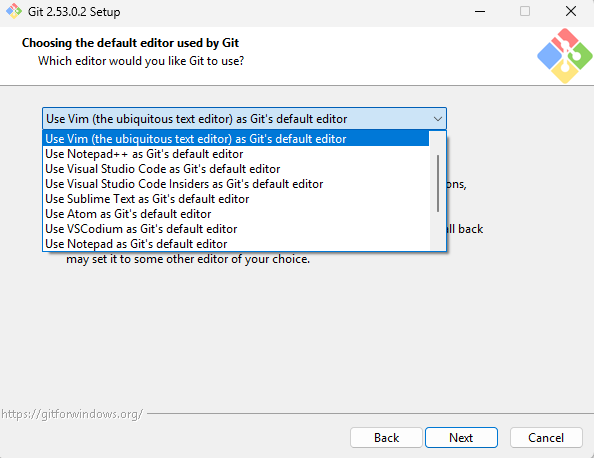 Git 2.53.0.2 Setup
Choosing the default editor used by Git
Which editor would you like Git to use?
Use Vim (the ubiquitous text editor) as Git's default editor
Use Vim (the ubiquitous text editor) as Git's default editor
Use Notepad++ as Git's default editor
Use Visual Studio Code as Git's default editor
Use Visual Studio Code Insiders as Git's default editor
ons,
Use Sublime Text as Git's default editor
Use Atom as Git's default editor
Use VSCodium as Git's default editor
all back
Use Notepad as Git's default editor
may set it to some other editor of your choice.
https://gitforwindows.org/
Back
Next
Cancel